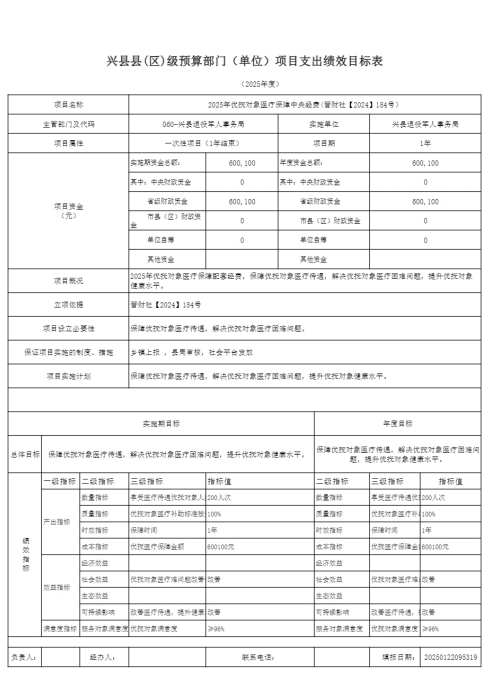 兴县县(区)级预算部门（单位）项目支出绩效目标表
（2025年度）
项目名称 2025年优抚对象医疗保障中央经费(晋财社【2024】184号)
主管部门及代码 060-兴县退役军人事务局 实施单位 兴县退役军人事务局
项目属性 一次性项目（1年结束） 项目期 1年
项目资金（元）
实施期资金总额: 600,100 年度资金总额: 600,100
其中: 中央财政资金 0 其中: 中央财政资金 0
省级财政资金 600,100 省级财政资金 600,100
市县（区）财政资金 0 市县（区）财政资金 0
单位自筹 0 单位自筹 0
其他资金 其他资金
项目概况 2025年优抚对象医疗保障配套经费，保障优抚对象医疗待遇，解决优抚对象医疗困难问题，提升优抚对象
健康水平。
立项依据 晋财社【2024】184号
项目设立必要性 保障优抚对象医疗待遇，解决优抚对象医疗困难问题。
保证项目实施的制度、措施 乡镇上报，县局审核，社会平台发放
项目实施计划 保障优抚对象医疗待遇，解决优抚对象医疗困难问题，提升优抚对象健康水平。
实施期目标 年度目标
总体目标 保障优抚对象医疗待遇，解决优抚对象医疗困难问题，提升优抚对象健康水平。 保障优抚对象医疗待遇，解决优抚对象医疗困难问
题，提升优抚对象健康水平。
绩效指标
一级指标 二级指标 三级指标 指标值 二级指标 三级指标 指标值
产出指标
数量指标 享受医疗待遇优抚对象人 200人次 数量指标 享受医疗待遇优 200人次
质量指标 优抚对象医疗补助标准按 100% 质量指标 优抚对象医疗补 100%
时效指标 保障时间 1年 时效指标 保障时间 1年
成本指标 优抚医疗保障金额 600100元 成本指标 优抚医疗保障金 600100元
效益指标
经济效益 经济效益
社会效益 优抚对象医疗难问题改善 改善 社会效益 优抚对象医疗难 改善
生态效益 生态效益
可持续影响 改善医疗待遇，提升健康 改善 可持续影响 改善医疗待遇， 改善
满意度指标 服务对象满意度 优抚对象满意度 ≥96% 服务对象满意度 优抚对象满意度 ≥96%
负责人: 经办人: 联系电话: 填报日期: 20250122095319